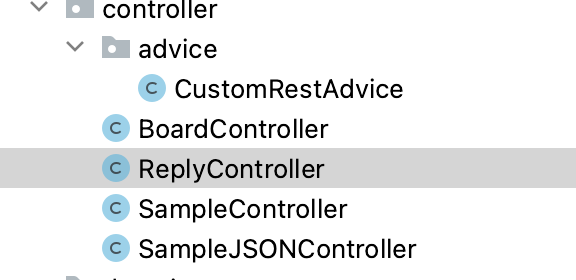 controller
advice
C CustomRestAdvice
C BoardController
C ReplyController
C SampleController
C SampleJSONController